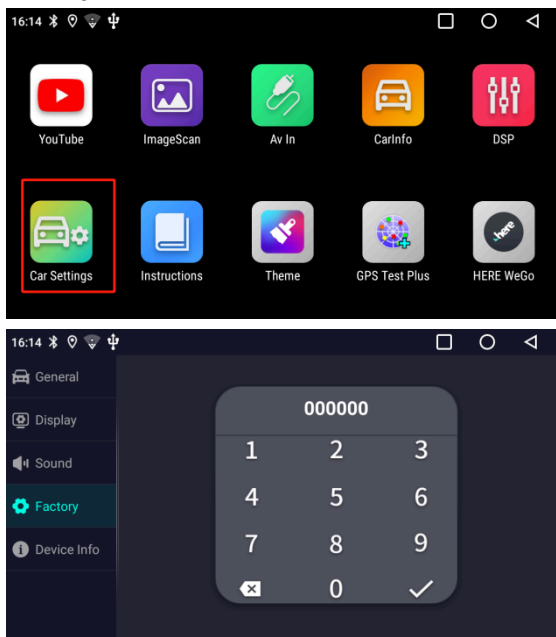 16:14
YouTube ImageScan Av In CarInfo DSP
here
Car Settings Instructions Theme GPS Test Plus HERE WeGo
16:14
General
000000
Display
1 2 3
Sound
4 5 6
Factory
7 8 9
Device Info
0